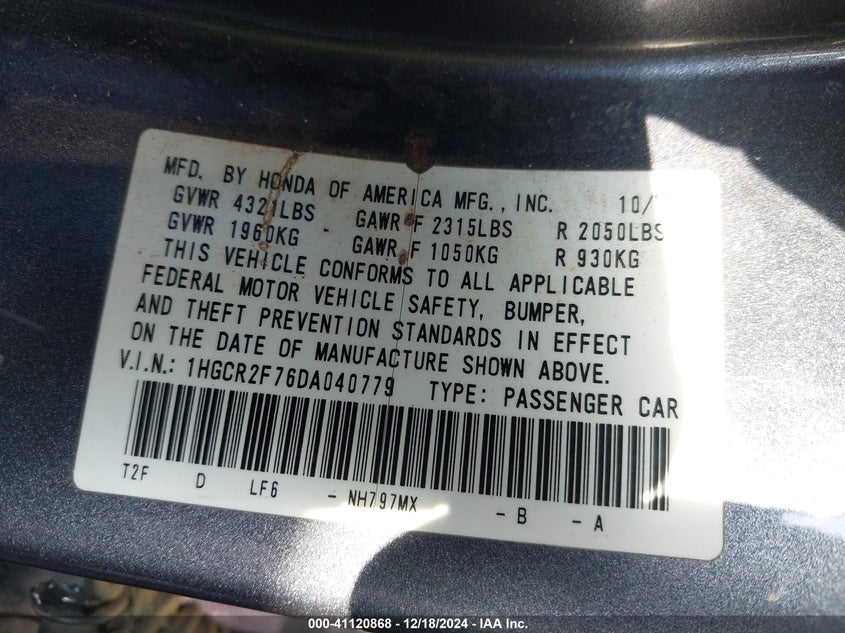 MFD. BY HONDA OF AMERICA MFG., INC. 10/
GVWR 4321LBS GAWR F 2315LBS R 2050LBS
GVWR 1960KG GAWR F 1050KG R 930KG
THIS VEHICLE CONFORMS TO ALL APPLICABLE
FEDERAL MOTOR VEHICLE SAFETY, BUMPER,
AND THEFT PREVENTION STANDARDS IN EFFECT
ON THE DATE OF MANUFACTURE SHOWN ABOVE.
V.I.N.: 1HGCR2F76DA040779 TYPE: PASSENGER CAR
T2F D LF6 - NH797MX - B - A
000-41120868 - 12/18/2024 - IAA Inc.